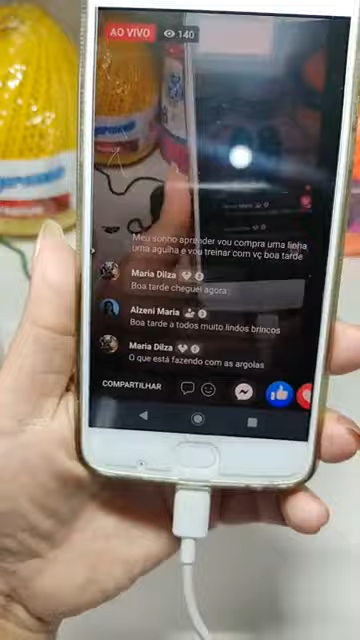 AO VIVO
140
Meu sonho aprender vou compra uma linha
uma agulha e vou treinar com vç boa tarde
Maria Dilza
Boa tarde cheguei agora
Alzeni Maria
Boa tarde a todos muito lindos brincos
Maria Dilza
O que está fazendo com as argolas
COMPARTILHAR